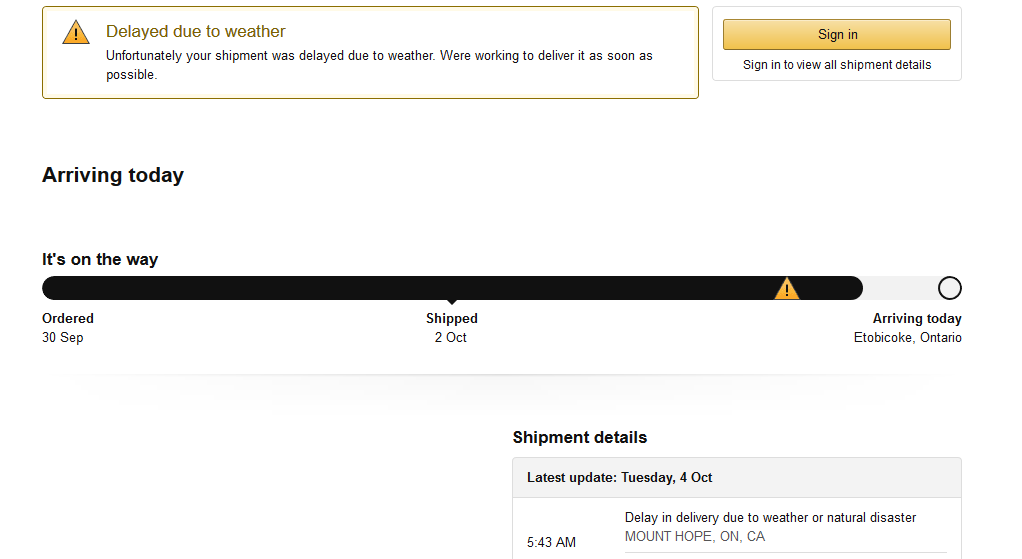 Delayed due to weather
Unfortunately your shipment was delayed due to weather. Were working to deliver it as soon as
possible.
Sign in
Sign in to view all shipment details
Arriving today
It's on the way
Ordered
30 Sep
Shipped
2 Oct
Arriving today
Etobicoke, Ontario
Shipment details
Latest update: Tuesday, 4 Oct
5:43 AM
Delay in delivery due to weather or natural disaster
MOUNT HOPE, ON, CA